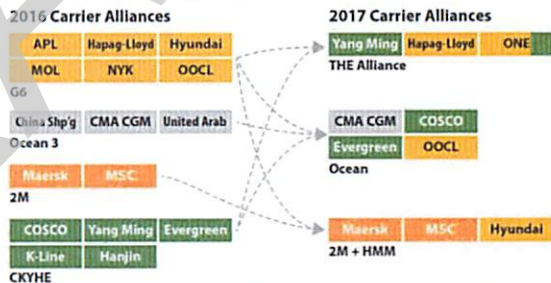 2016 Carrier Alliances
APL Hapag-Lloyd Hyundai
MOL NYK OOCL
G6
China Shp'g CMA CGM United Arab
Ocean 3
Maersk MSC
2M
COSCO Yang Ming Evergreen
K-Line Hanjin
CKYHE
2017 Carrier Alliances
Yang Ming Hapag-Lloyd ONE
THE Alliance
CMA CGM COSCO
Evergreen OOCL
Ocean
Maersk MSC Hyundai
2M + HMM